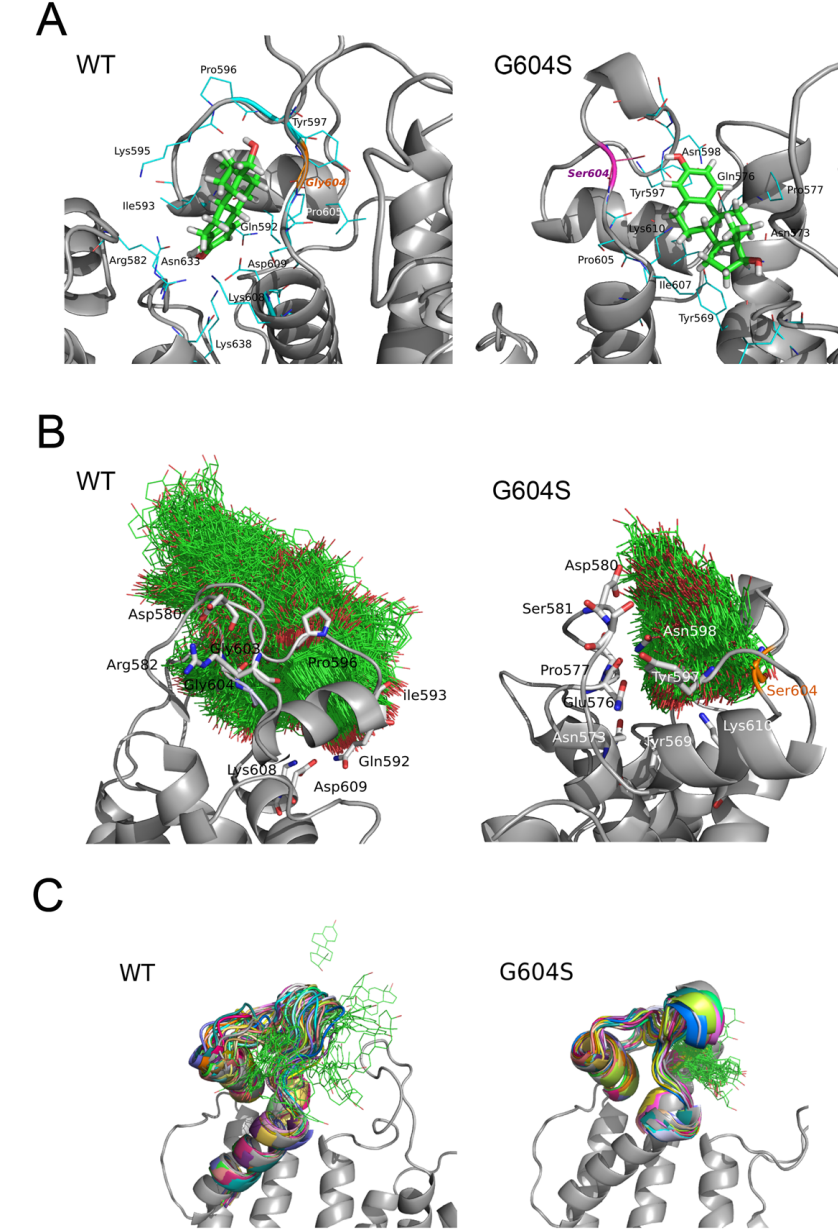 A
WT
G604S
Pro596
Tyr597
Lys595
Gly604
Ile593
Pro605
Gln592
Arg582
Asn633
Asp609
Lys608
Lys638
Asn598
Ser604
Gln576
Tyr597
Pro577
Lys610
Asn573
Pro605
Ile607
Tyr569
B
WT
G604S
Asp580
Gly603
Arg582
Pro596
Gly604
Ile593
Gln592
Lys608
Asp609
Asp580
Ser581
Asn598
Pro577
Tyr597
Ser604
Glu576
Lys610
Asn573
Tyr569
C
WT
G604S